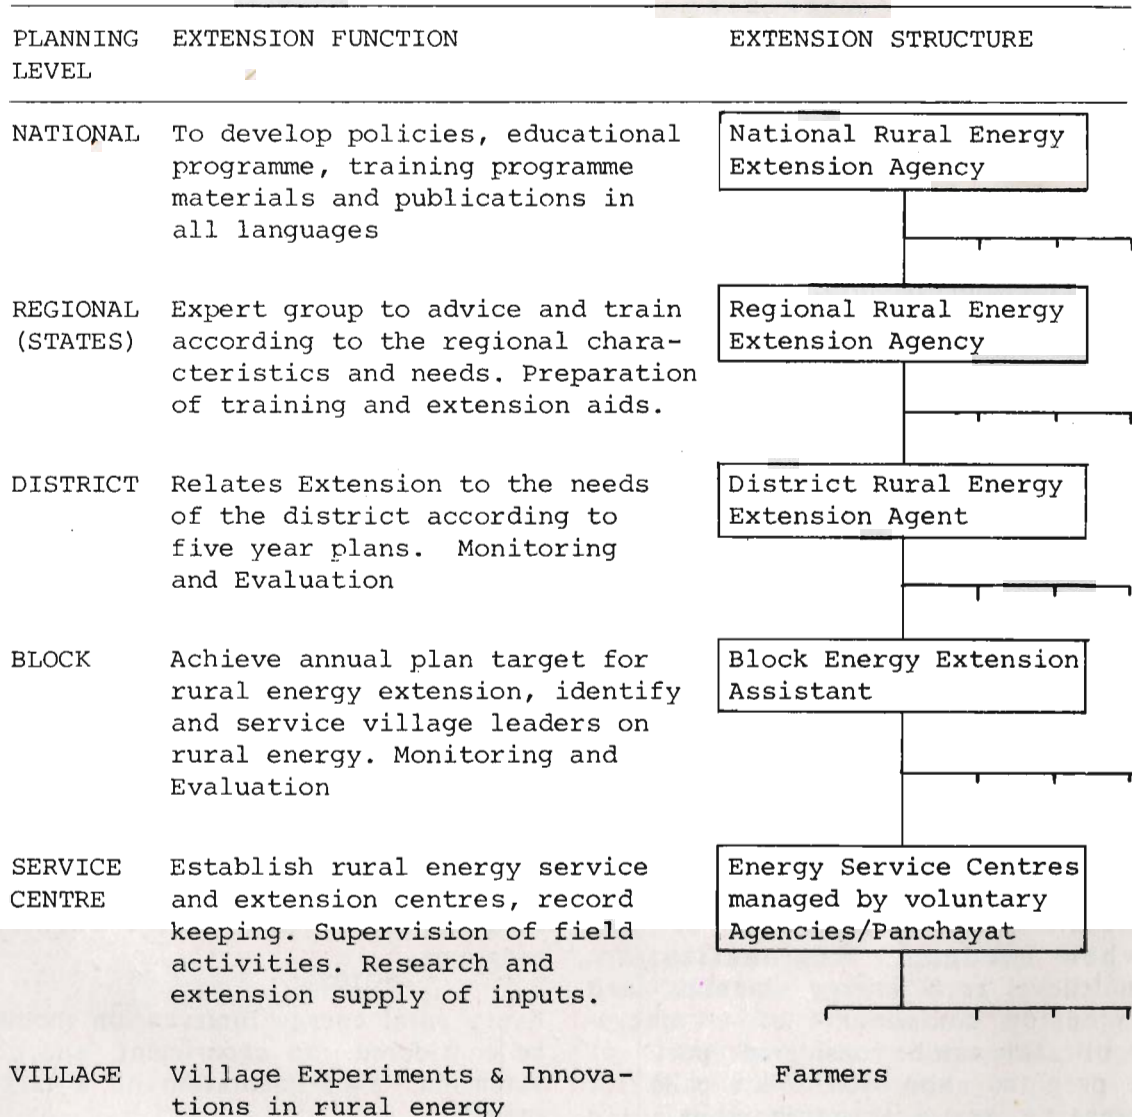 PLANNING EXTENSION FUNCTION EXTENSION STRUCTURE
LEVEL
NATIONAL To develop policies, educational National Rural Energy
programme, training programme Extension Agency
materials and publications in
all languages
REGIONAL Expert group to advice and train Regional Rural Energy
(STATES) according to the regional chara- Extension Agency
cteristics and needs. Preparation
of training and extension aids.
DISTRICT Relates Extension to the needs District Rural Energy
of the district according to Extension Agent
five year plans. Monitoring
and Evaluation
BLOCK Achieve annual plan target for Block Energy Extension
rural energy extension, identify Assistant
and service village leaders on
rural energy. Monitoring and
Evaluation
SERVICE Establish rural energy service Energy Service Centres
CENTRE and extension centres, record managed by voluntary
keeping. Supervision of field Agencies/Panchayat
activities. Research and
extension supply of inputs.
VILLAGE Village Experiments & Innova- Farmers
tions in rural energy